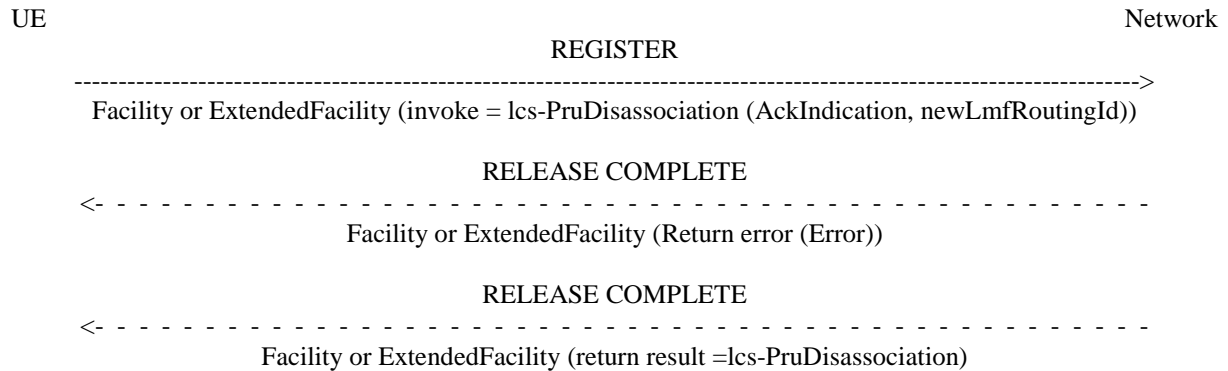 UE Network
REGISTER
------------------------------------------------------------------------------------------------------------------------>
Facility or ExtendedFacility (invoke = lcs-PruDisassociation (AckIndication, newLmfRoutingId))
RELEASE COMPLETE
<- - - - - - - - - - - - - - - - - - - - - - - - - - - - - - - - - - - - - - - - - - - - - - - - - - - - - - - - - -
Facility or ExtendedFacility (Return error (Error))
RELEASE COMPLETE
<- - - - - - - - - - - - - - - - - - - - - - - - - - - - - - - - - - - - - - - - - - - - - - - - - - - - - - - - - -
Facility or ExtendedFacility (return result =lcs-PruDisassociation)